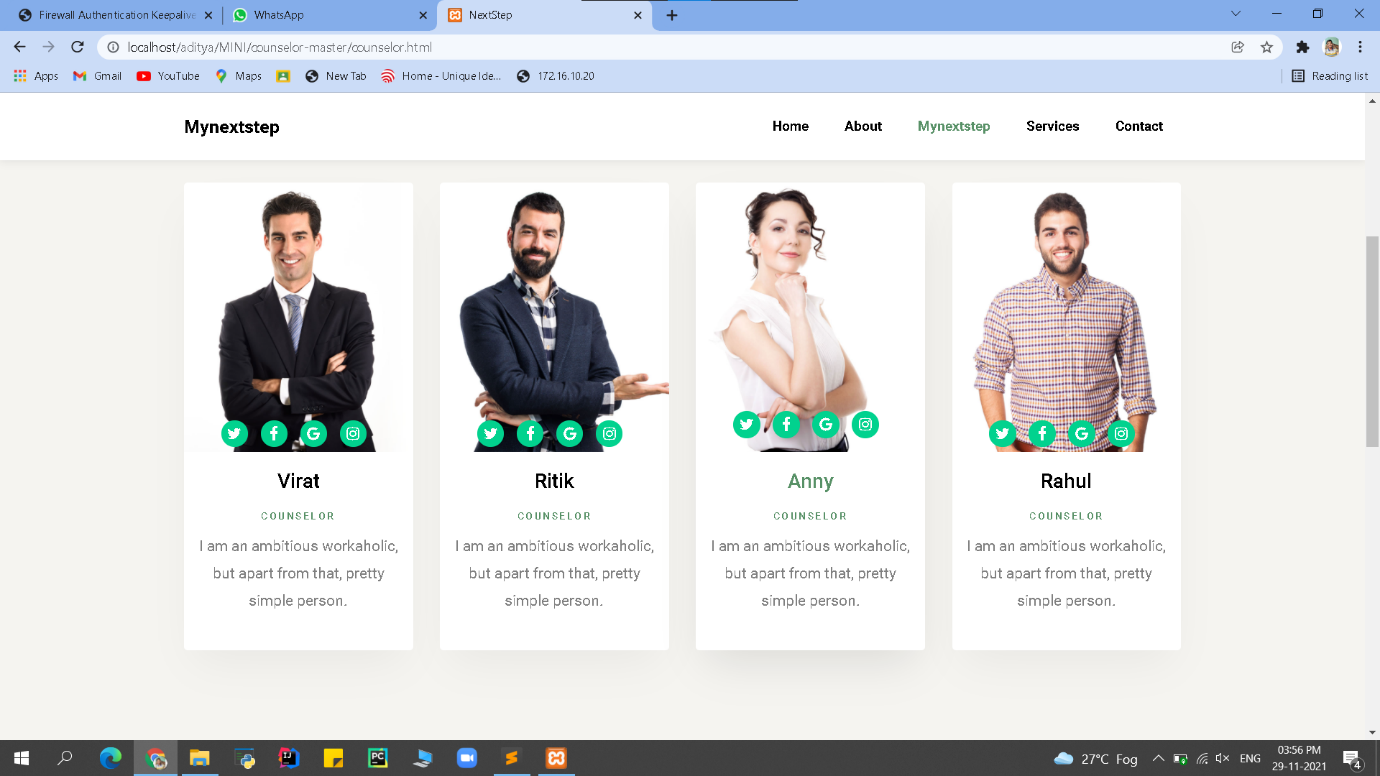 Firewall Authentication Keepalive
WhatsApp
NextStep
localhost/aditya/MINI/counselor-master/counselor.html
Apps
Gmail
YouTube
Maps
New Tab
Home - Unique Ide...
172.16.10.20
Reading list
Mynextstep
Home
About
Mynextstep
Services
Contact
Virat
COUNSELOR
I am an ambitious workaholic,
but apart from that, pretty
simple person.
Ritik
COUNSELOR
I am an ambitious workaholic,
but apart from that, pretty
simple person.
Anny
COUNSELOR
I am an ambitious workaholic,
but apart from that, pretty
simple person.
Rahul
COUNSELOR
I am an ambitious workaholic,
but apart from that, pretty
simple person.
27°C Fog
ENG
03:56 PM
29-11-2021
4